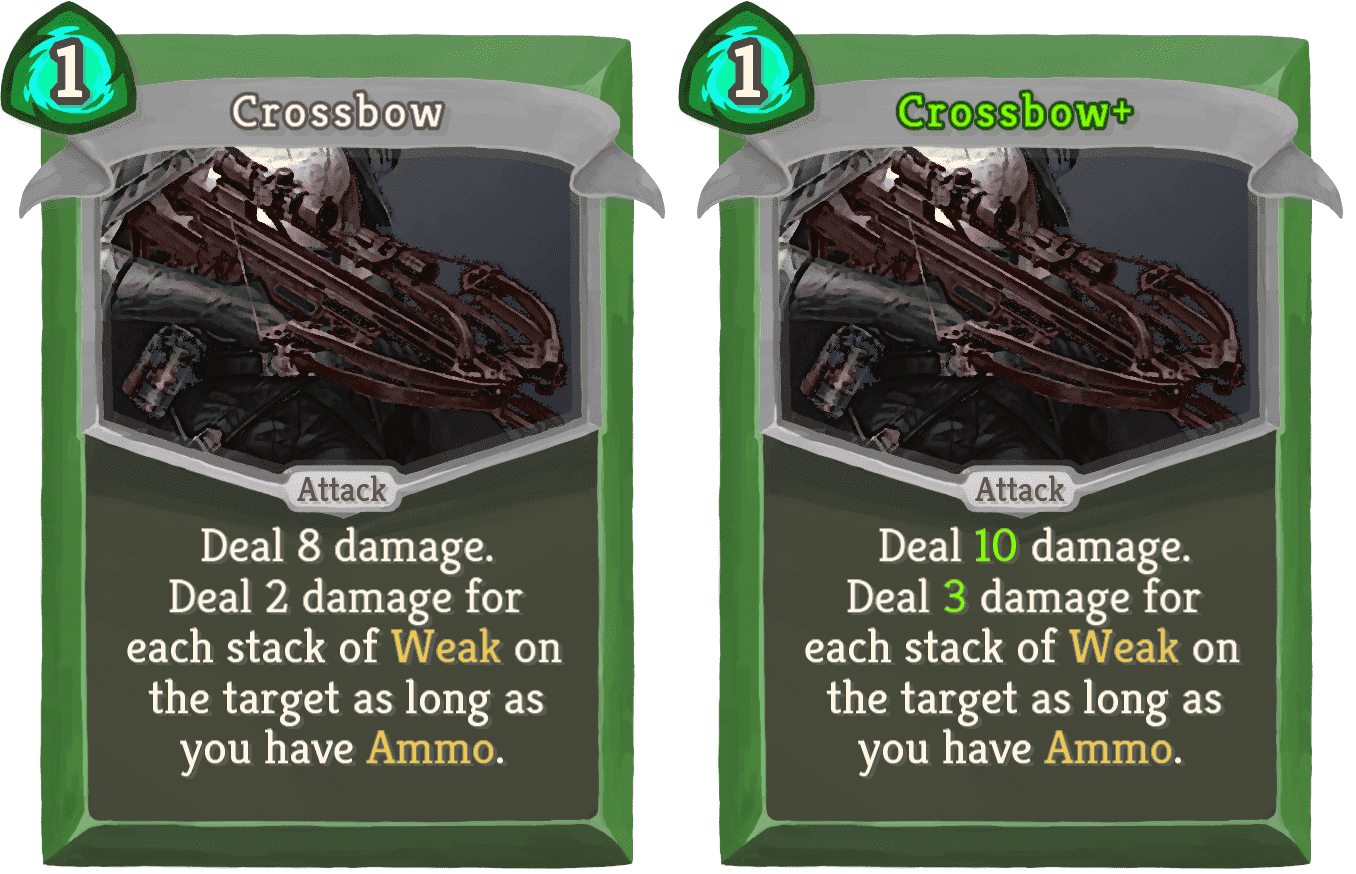 1
Crossbow
Attack
Deal 8 damage.
Deal 2 damage for
each stack of Weak on
the target as long as
you have Ammo.
1
Crossbow+
Attack
Deal 10 damage.
Deal 3 damage for
each stack of Weak on
the target as long as
you have Ammo.